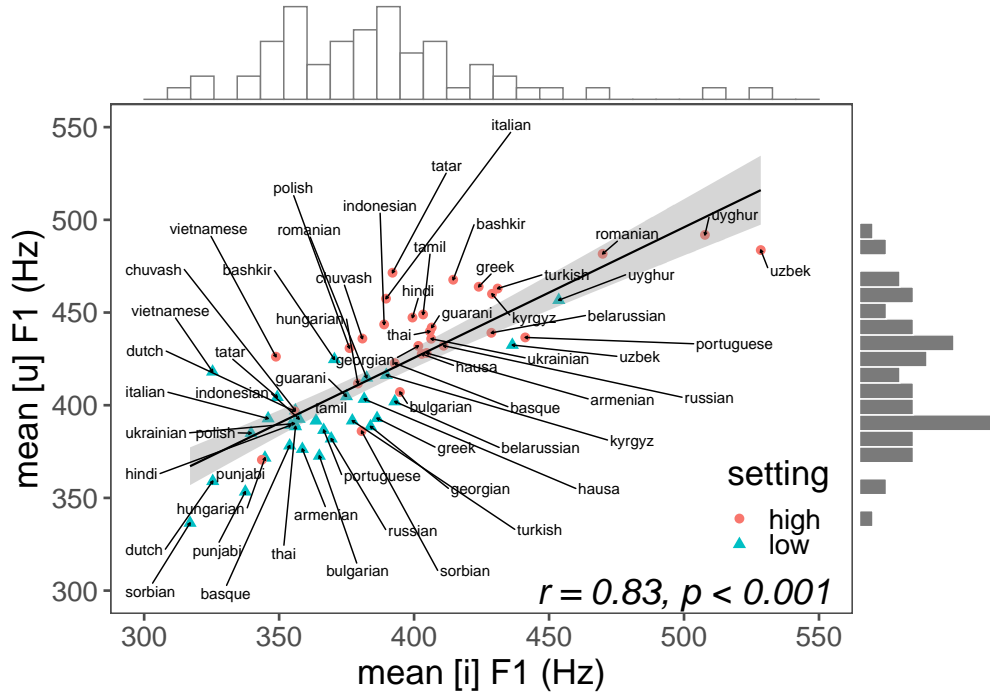 550
500
450
400
350
300
mean [u] F1 (Hz)
italian
tatar
polish
indonesian
romanian
vietnamese
bashkir
tamil
uyghur
romanian
chuvash
bashkir
chuvash
greek
turkish
uyghur
uzbek
hindi
vietnamese
hungarian
guarani
kyrgyz
belarussian
thai
dutch
tatar
georgian
ukrainian
uzbek
portuguese
hausa
guarani
italian
indonesian
tamil
bulgarian
basque
armenian
russian
ukrainian
polish
greek
belarussian
kyrgyz
hindi
punjabi
portuguese
georgian
hausa
hungarian
armenian
russian
turkish
dutch
punjabi
thai
bulgarian
sorbian
sorbian
basque
setting
high
low
r = 0.83, p < 0.001
300
350
400
450
500
550
mean [i] F1 (Hz)